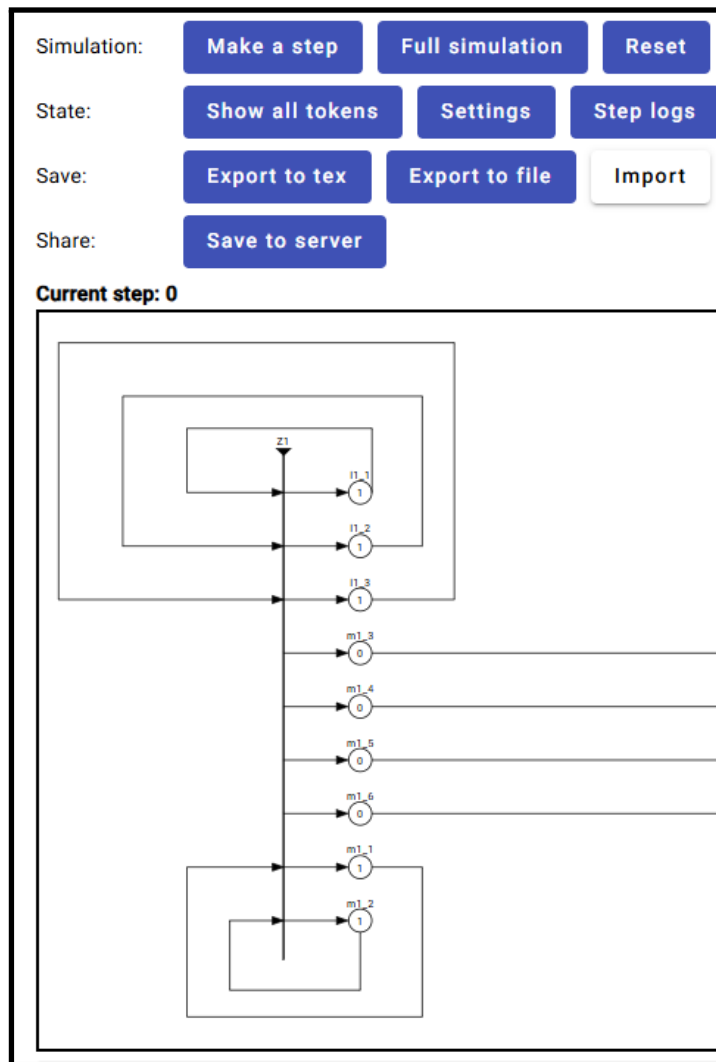 Simulation: Make a step Full simulation Reset
State: Show all tokens Settings Step logs
Save: Export to tex Export to file Import
Share: Save to server
Current step: 0
Z1
l1_1
1
l1_2
1
l1_3
1
m1_3
0
m1_4
0
m1_5
0
m1_6
0
m1_1
1
m1_2
1